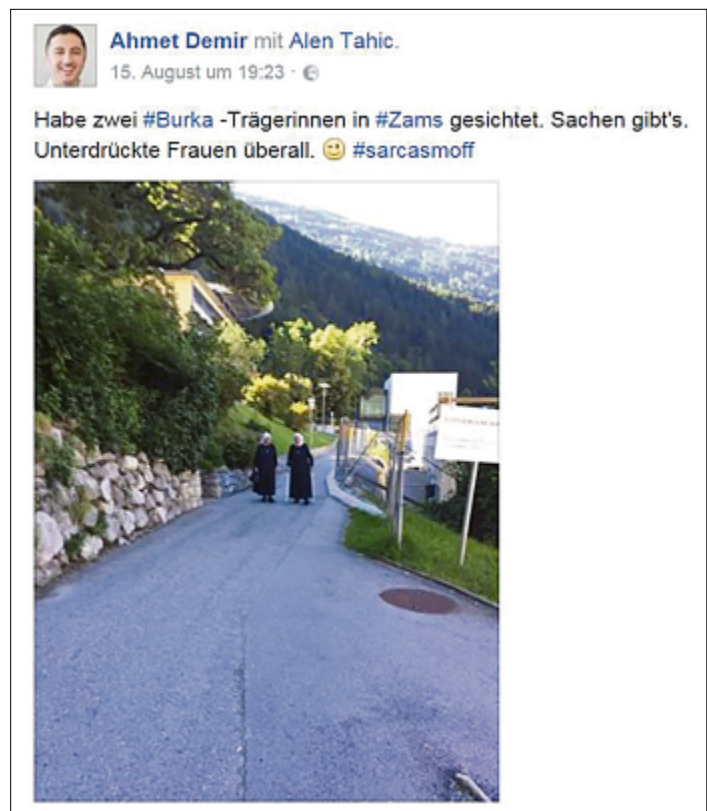 Ahmet Demir mit Alen Tahic.
15. August um 19:23 ·
Habe zwei #Burka -Trägerinnen in #Zams gesichtet. Sachen gibt's.
Unterdrückte Frauen überall. 🙂 #sarcasmoff